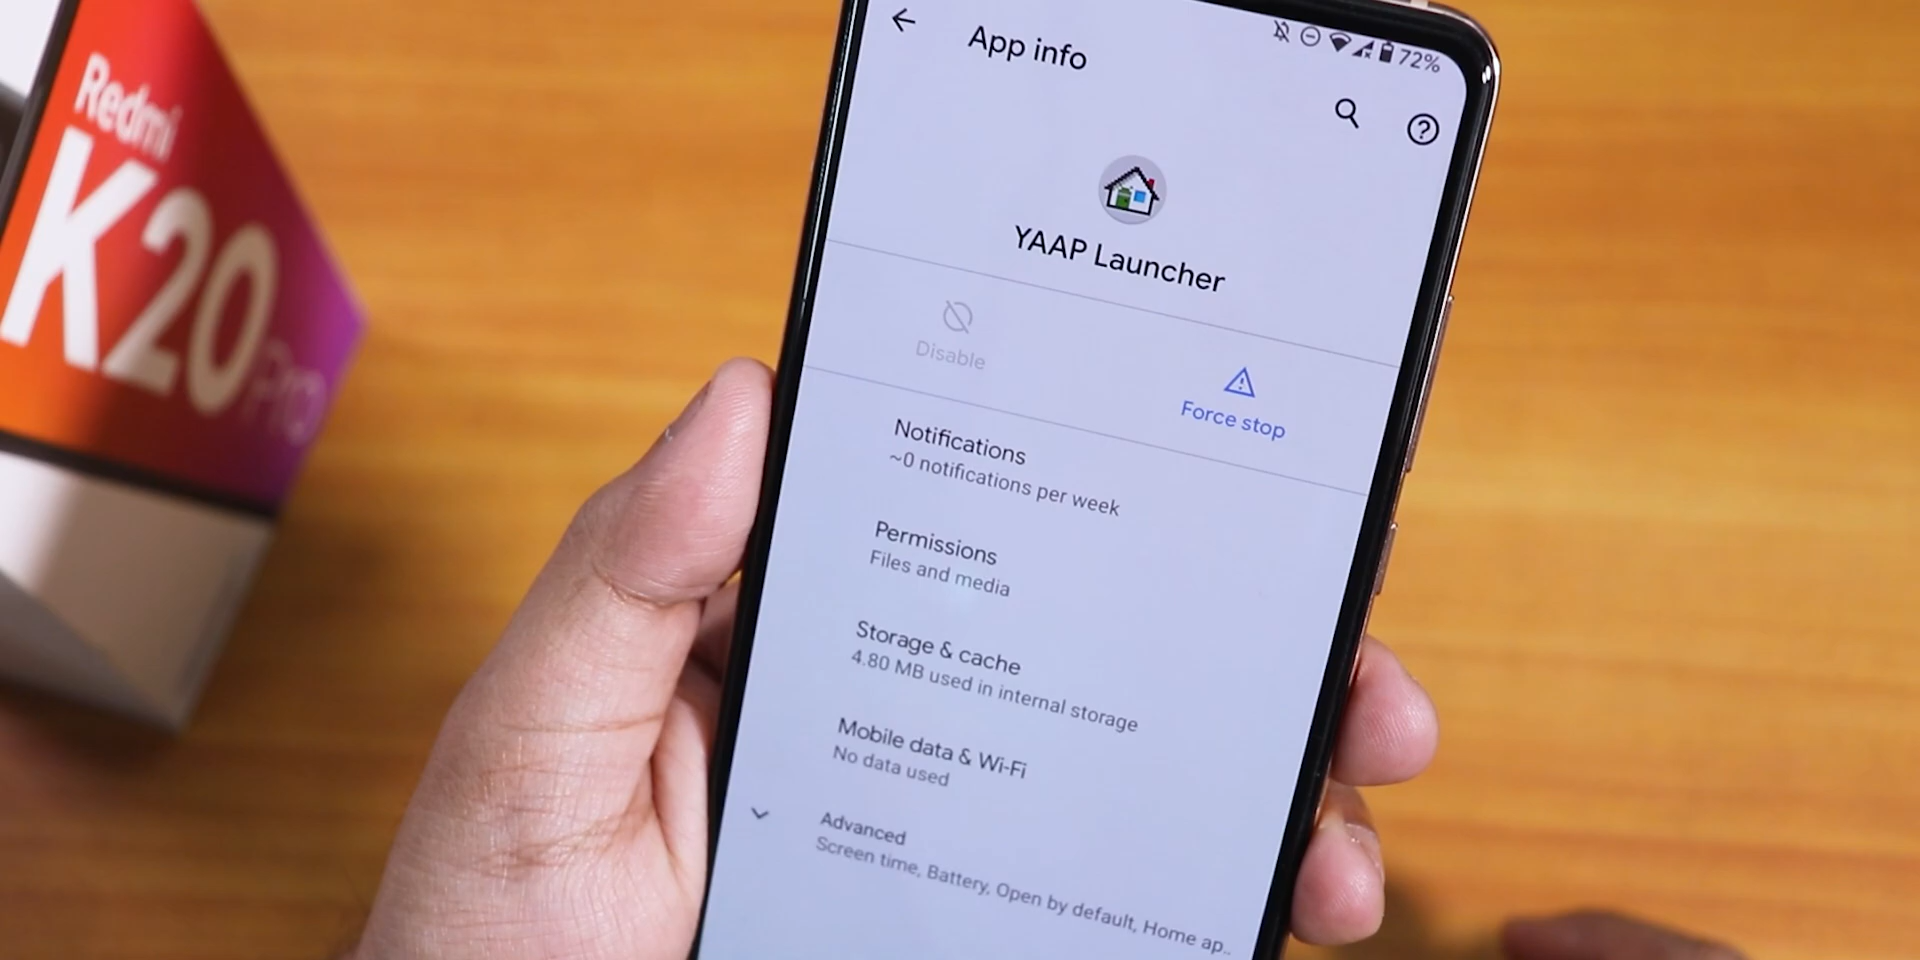 Redmi
K20
Pro
72%
App info
YAAP Launcher
Disable
Force stop
Notifications
~0 notifications per week
Permissions
Files and media
Storage & cache
4.80 MB used in internal storage
Mobile data & Wi-Fi
No data used
Advanced
Screen time, Battery, Open by default, Home ap..